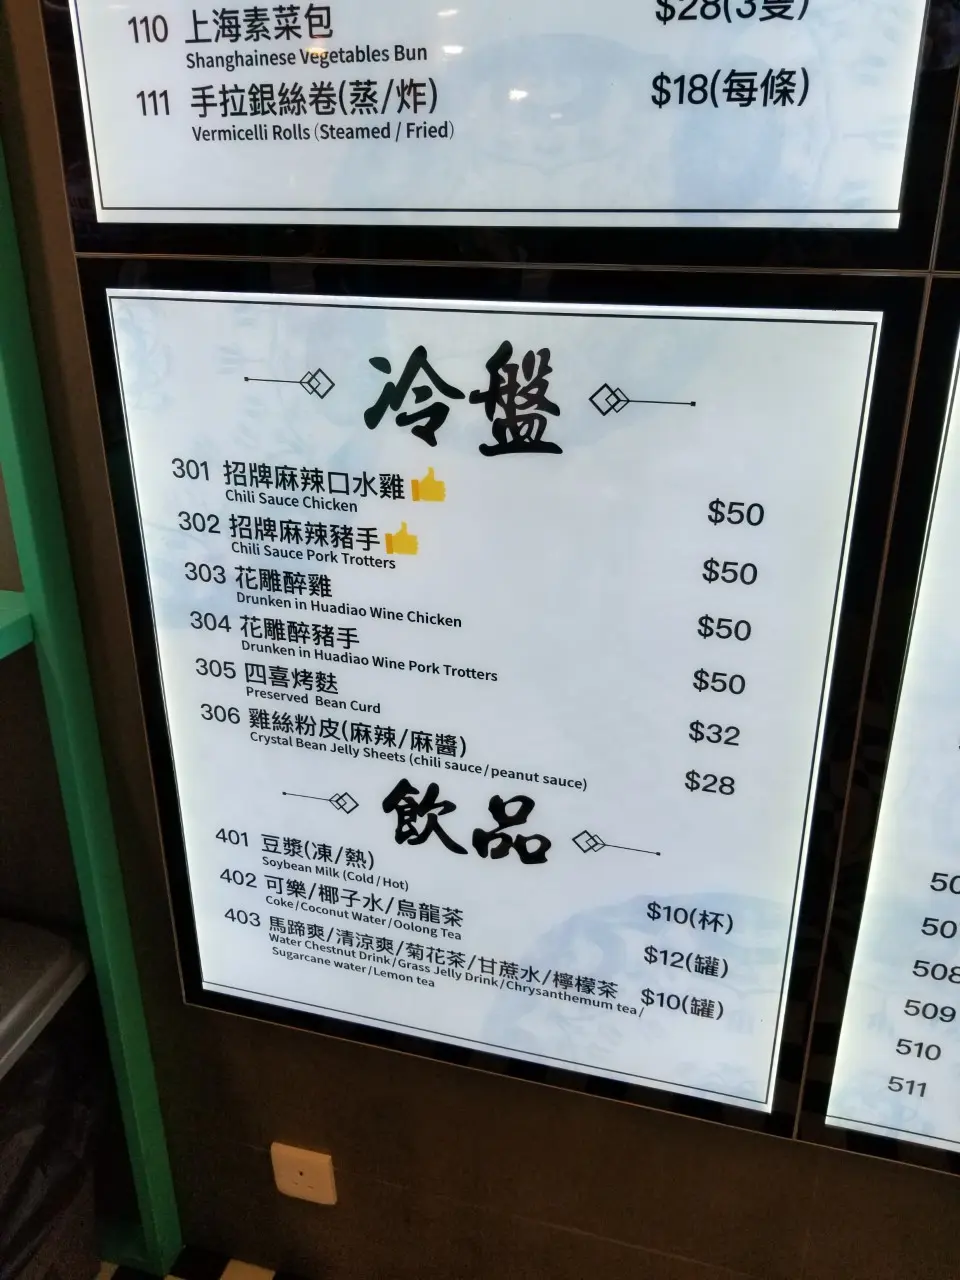 $28(3隻)
110 上海素菜包
Shanghainese Vegetables Bun
111 手拉銀絲卷(蒸/炸) $18(每條)
Vermicelli Rolls (Steamed / Fried)
冷盤
301 招牌麻辣口水雞 $50
Chili Sauce Chicken
302 招牌麻辣豬手 $50
Chili Sauce Pork Trotters
303 花雕醉雞 $50
Drunken in Huadiao Wine Chicken
304 花雕醉豬手 $50
Drunken in Huadiao Wine Pork Trotters
305 四喜烤麩 $32
Preserved Bean Curd
306 雞絲粉皮(麻辣/麻醬) $28
Crystal Bean Jelly Sheets (chili sauce/peanut sauce)
飲品
401 豆漿(凍/熱) $10(杯)
Soybean Milk (Cold/Hot)
402 可樂/椰子水/烏龍茶 $12(罐)
Coke/Coconut Water/Oolong Tea
403 馬蹄爽/清涼爽/菊花茶/甘蔗水/檸檬茶 $10(罐)
Water Chestnut Drink/Grass Jelly Drink/Chrysanthemum tea/
Sugarcane water/Lemon tea
508
509
510
511